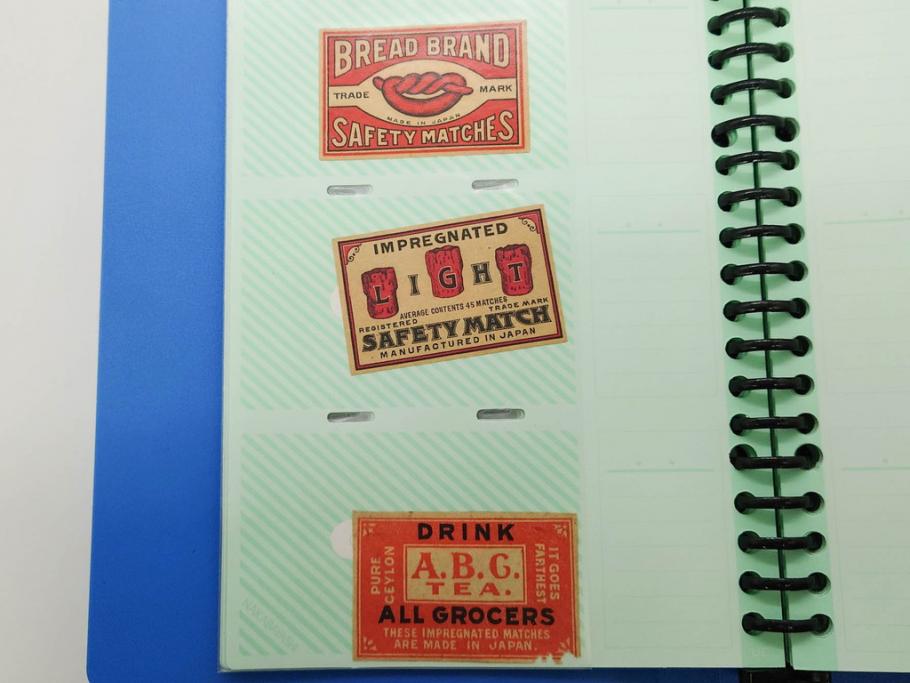 BREAD BRAND
TRADE MARK
MADE IN JAPAN
SAFETY MATCHES
IMPREGNATED
LIGHT
AVERAGE CONTENTS 45 MATCHES
REGISTERED TRADE MARK
SAFETY MATCH
MANUFACTURED IN JAPAN
DRINK
PURE CEYLON
A.B.C.
TEA.
IT GOES FARTHEST
ALL GROCERS
THESE IMPREGNATED MATCHES
ARE MADE IN JAPAN.